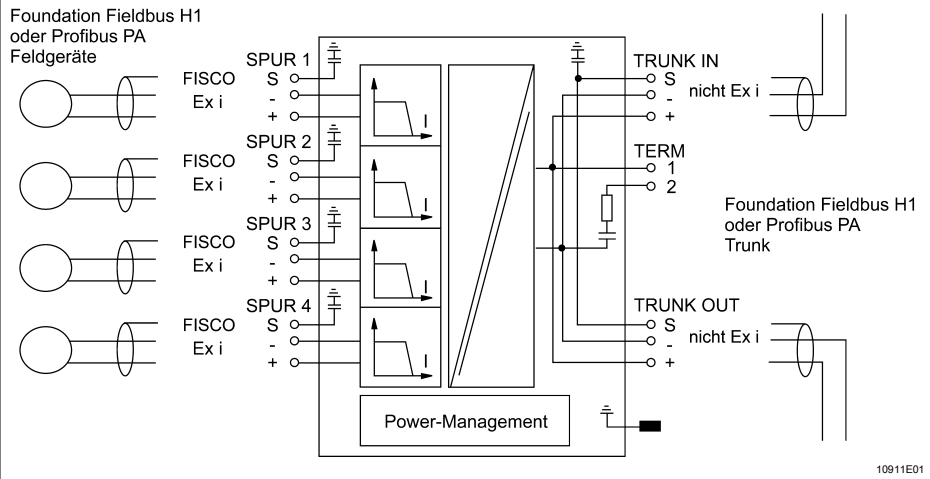 Foundation Fieldbus H1
oder Profibus PA
Feldgeräte
SPUR 1
FISCO
Ex i
S
-
+
I
SPUR 2
FISCO
Ex i
S
-
+
I
SPUR 3
FISCO
Ex i
S
-
+
I
SPUR 4
FISCO
Ex i
S
-
+
I
Power-Management
TRUNK IN
S
-
+
nicht Ex i
TERM
1
2
Foundation Fieldbus H1
oder Profibus PA
Trunk
TRUNK OUT
S
-
+
nicht Ex i
10911E01